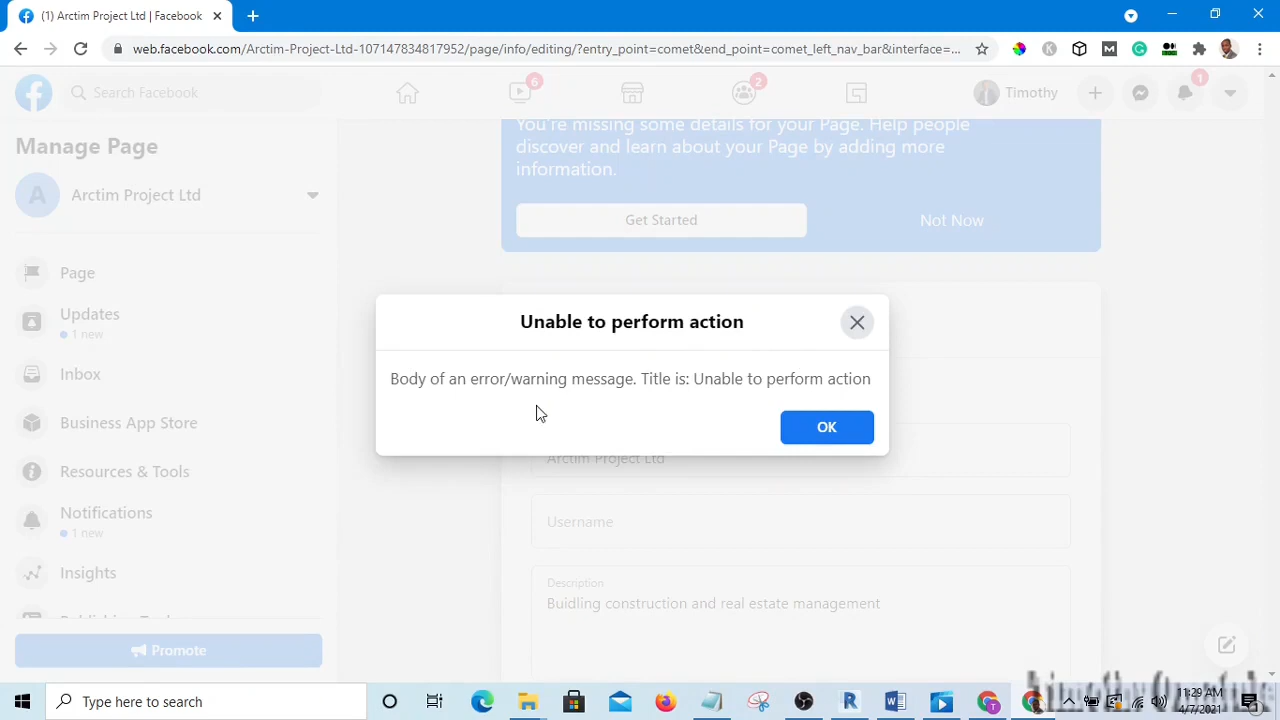 (1) Arctim Project Ltd | Facebook
web.facebook.com/Arctim-Project-Ltd-107147834817952/page/info/editing/?entry_point=comet&end_point=comet_left_nav_bar&interface=...
Search Facebook
6
2
Timothy
1
Manage Page
Arctim Project Ltd
Page
Updates
1 new
Inbox
Business App Store
Resources & Tools
Notifications
1 new
Insights
Promote
You're missing some details for your Page. Help people
discover and learn about your Page by adding more
information.
Get Started
Not Now
Unable to perform action
Body of an error/warning message. Title is: Unable to perform action
OK
Arctim Project Ltd
Username
Description
Buidling construction and real estate management
Type here to search
11:29 AM
4/7/2021